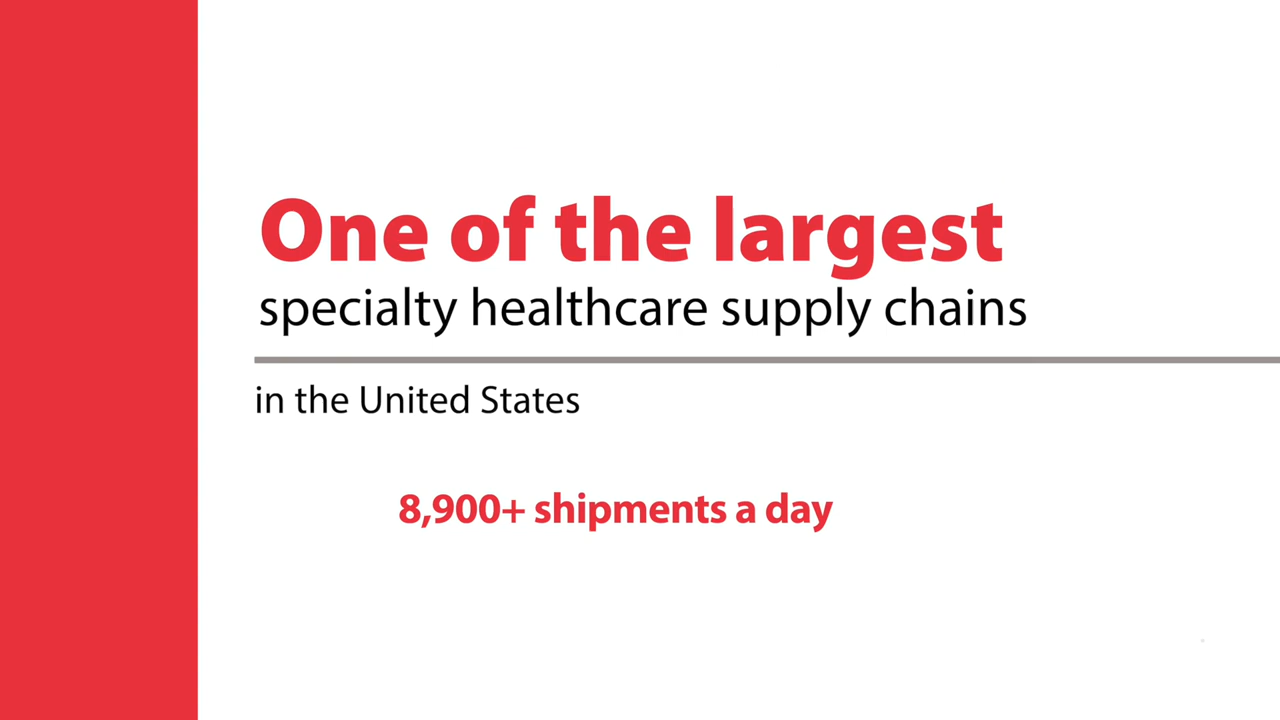 One of the largest
specialty healthcare supply chains
in the United States
8,900+ shipments a day